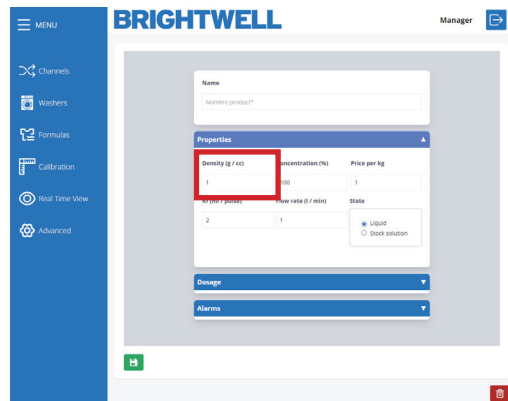 MENU
BRIGHTWELL
Manager
Channels
Washers
Formulas
Calibration
Real Time View
Advanced
Name
Nombre product*
Properties
Density (g / cc)
oncentration (%)
Price per kg
1
100
1
Flow rate (l / min)
State
2
1
Liquid
Stock solution
Dosage
Alarms